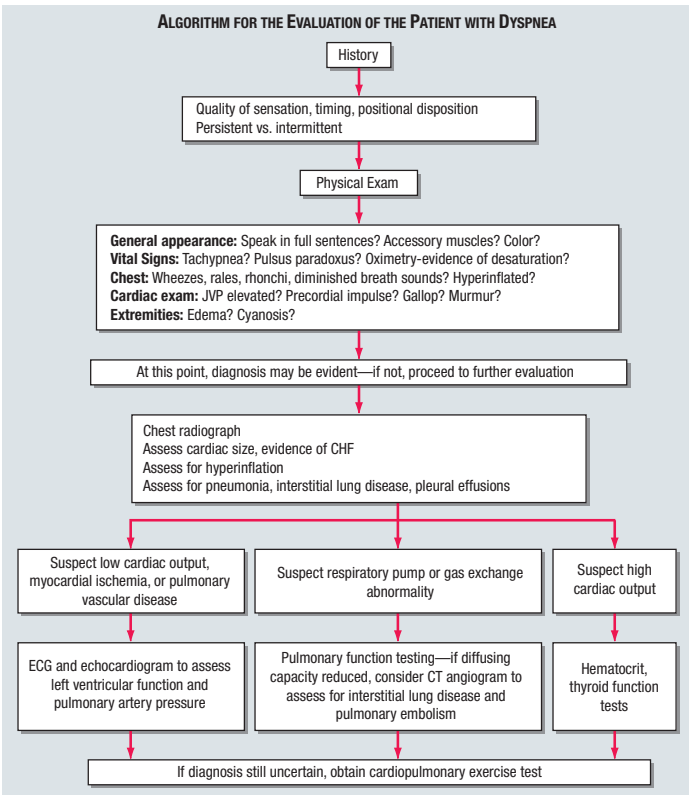 ALGORITHM FOR THE EVALUATION OF THE PATIENT WITH DYSPNEA
History
Quality of sensation, timing, positional disposition
Persistent vs. intermittent
Physical Exam
General appearance: Speak in full sentences? Accessory muscles? Color?
Vital Signs: Tachypnea? Pulsus paradoxus? Oximetry-evidence of desaturation?
Chest: Wheezes, rales, rhonchi, diminished breath sounds? Hyperinflated?
Cardiac exam: JVP elevated? Precordial impulse? Gallop? Murmur?
Extremities: Edema? Cyanosis?
At this point, diagnosis may be evident—if not, proceed to further evaluation
Chest radiograph
Assess cardiac size, evidence of CHF
Assess for hyperinflation
Assess for pneumonia, interstitial lung disease, pleural effusions
Suspect low cardiac output,
myocardial ischemia, or pulmonary
vascular disease
Suspect respiratory pump or gas exchange
abnormality
Suspect high
cardiac output
ECG and echocardiogram to assess
left ventricular function and
pulmonary artery pressure
Pulmonary function testing—if diffusing
capacity reduced, consider CT angiogram to
assess for interstitial lung disease and
pulmonary embolism
Hematocrit,
thyroid function
tests
If diagnosis still uncertain, obtain cardiopulmonary exercise test